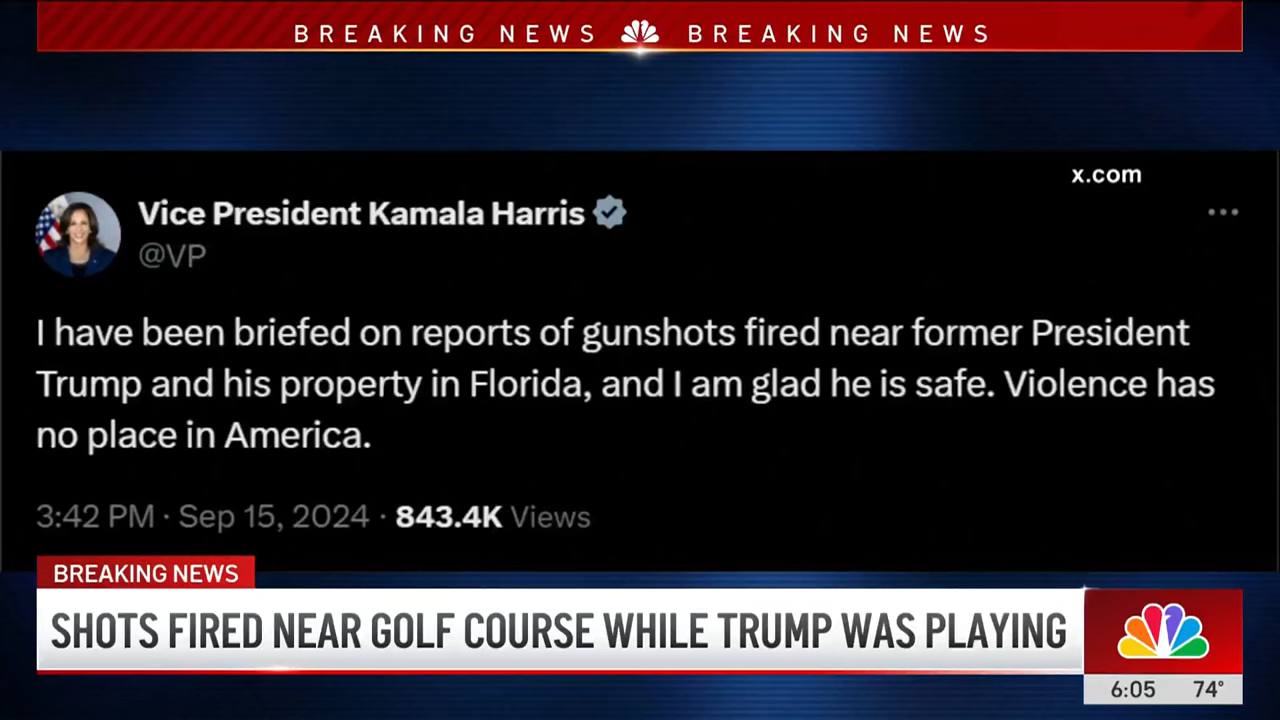 BREAKING NEWS BREAKING NEWS
x.com
Vice President Kamala Harris
@VP
I have been briefed on reports of gunshots fired near former President
Trump and his property in Florida, and I am glad he is safe. Violence has
no place in America.
3:42 PM · Sep 15, 2024 · 843.4K Views
BREAKING NEWS
SHOTS FIRED NEAR GOLF COURSE WHILE TRUMP WAS PLAYING
6:05 74°